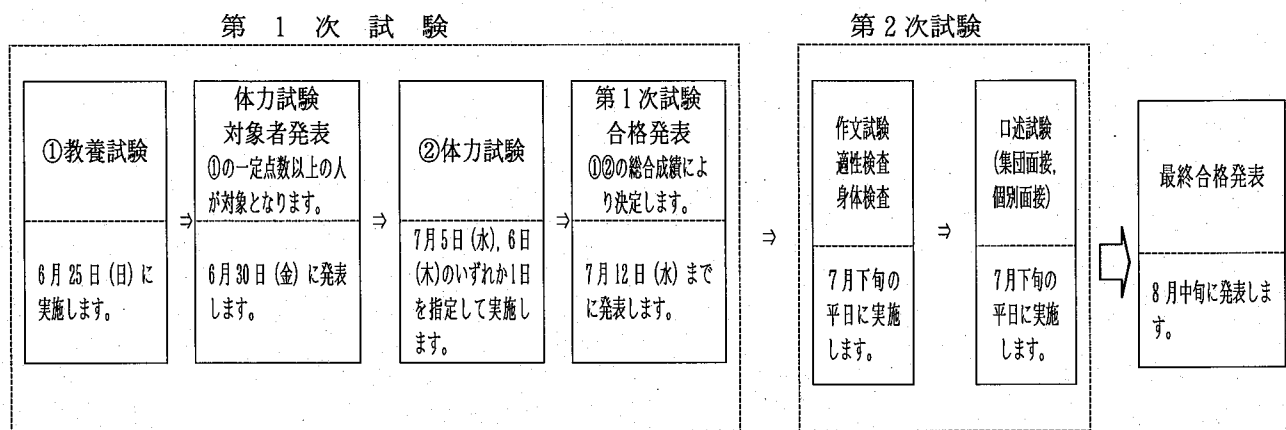 第１次試験
第２次試験
①教養試験
6月25日(日)に
実施します。
⇒
体力試験
対象者発表
①の一定点数以上の人
が対象となります。
6月30日(金)に発表
します。
⇒
②体力試験
7月5日(水),6日
(木)のいずれか1日
を指定して実施し
ます。
⇒
第１次試験
合格発表
①②の総合成績によ
り決定します。
7月12日(水)まで
に発表します。
⇒
作文試験
適性検査
身体検査
7月下旬の
平日に実施
します。
⇒
口述試験
(集団面接,
個別面接)
7月下旬の
平日に実施
します。
最終合格発表
8月中旬に発表しま
す。